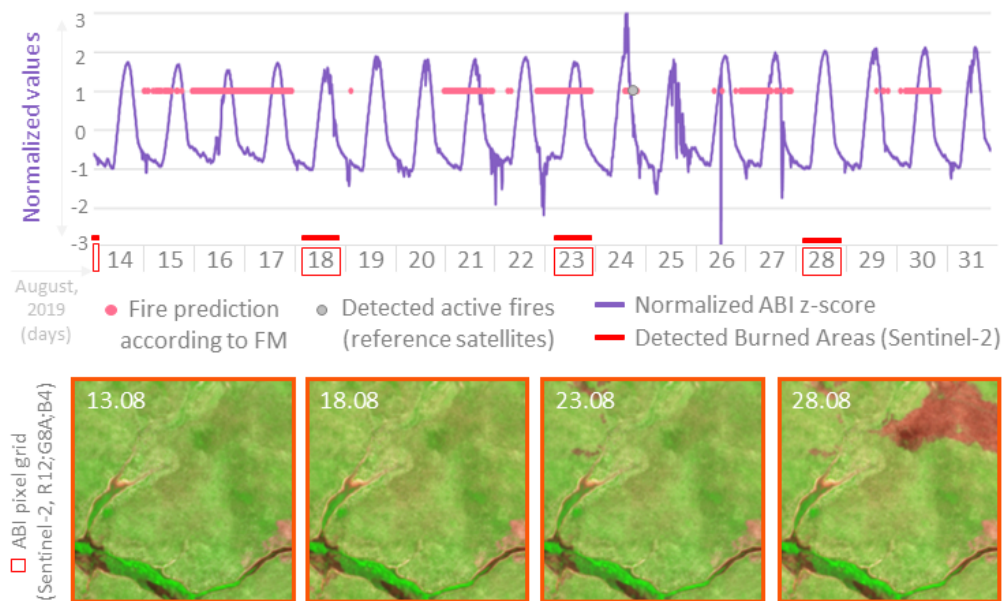 Normalized values
3
2
1
0
-1
-2
-3
14 15 16 17 18 19 20 21 22 23 24 25 26 27 28 29 30 31
August,
2019
(days)
Fire prediction
according to FM
Detected active fires
(reference satellites)
Normalized ABI z-score
Detected Burned Areas (Sentinel-2)
ABI pixel grid
(Sentinel-2, R12;G8A;B4)
13.08
18.08
23.08
28.08